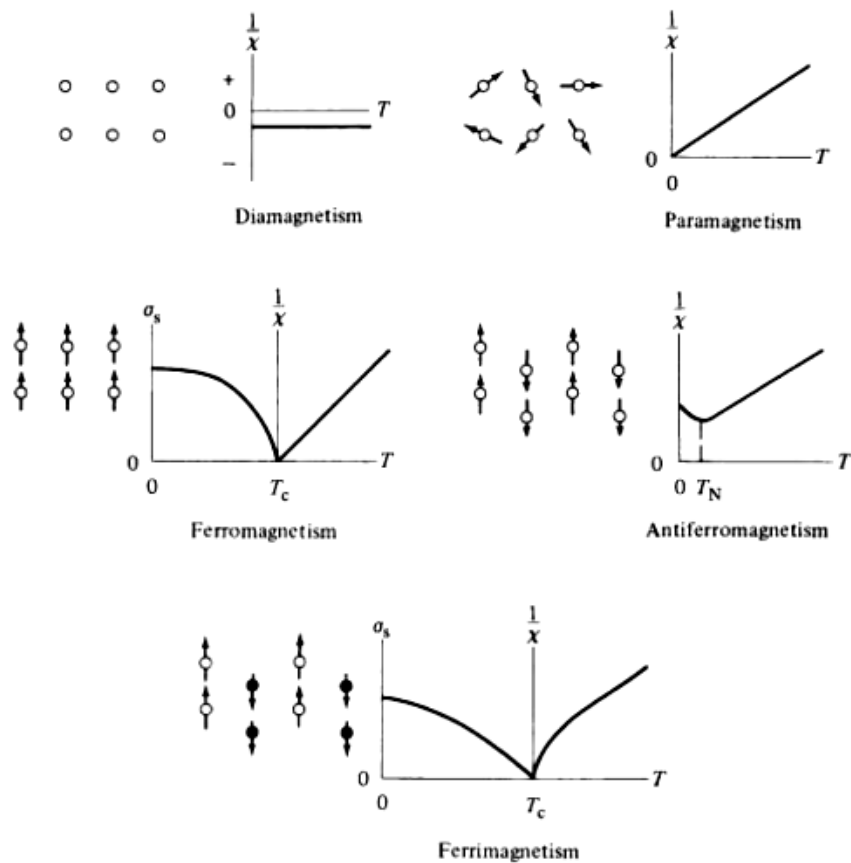 1/χ
+
0
T
−
Diamagnetism
1/χ
0
T
0
Paramagnetism
σs
1/χ
0
T
0
Tc
Ferromagnetism
1/χ
0
T
0 TN
Antiferromagnetism
σs
1/χ
0
T
0
Tc
Ferrimagnetism